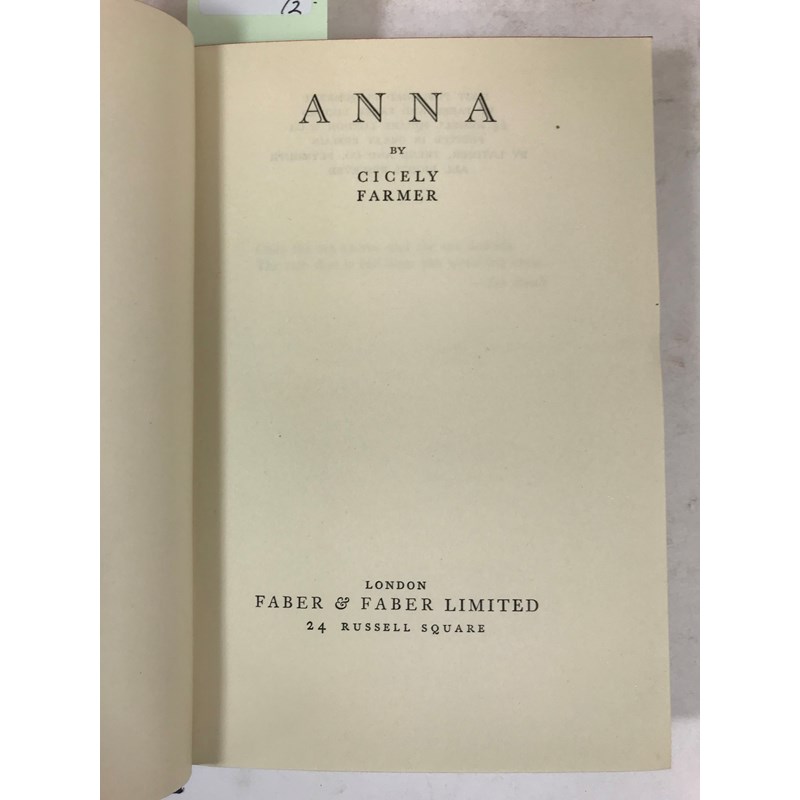 12
ANNA
BY
CICELY
FARMER
LONDON
FABER & FABER LIMITED
24 RUSSELL SQUARE